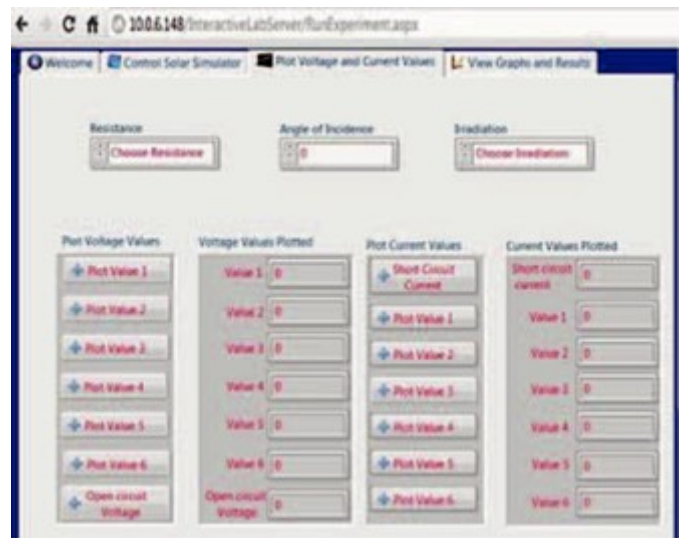 10.0.6.148/InteractiveLabServer/RunExperiment.aspx
Welcome Control Solar Simulator Plot Voltage and Current Values View Graphs and Results
Resistance Angle of Incidence Irradiation
Choose Resistance 0 Choose Irradiation
Plot Voltage Values Voltage Values Plotted Plot Current Values Current Values Plotted
Plot Value 1
Plot Value 2
Plot Value 3
Plot Value 4
Plot Value 5
Plot Value 6
Open circuit
Voltage
Value 1 0
Value 2 0
Value 3 0
Value 4 0
Value 5 0
Value 6 0
Open circuit
Voltage 0
Short Circuit
Current
Plot Value 1
Plot Value 2
Plot Value 3
Plot Value 4
Plot Value 5
Plot Value 6
Short circuit
current 0
Value 1 0
Value 2 0
Value 3 0
Value 4 0
Value 5 0
Value 6 0